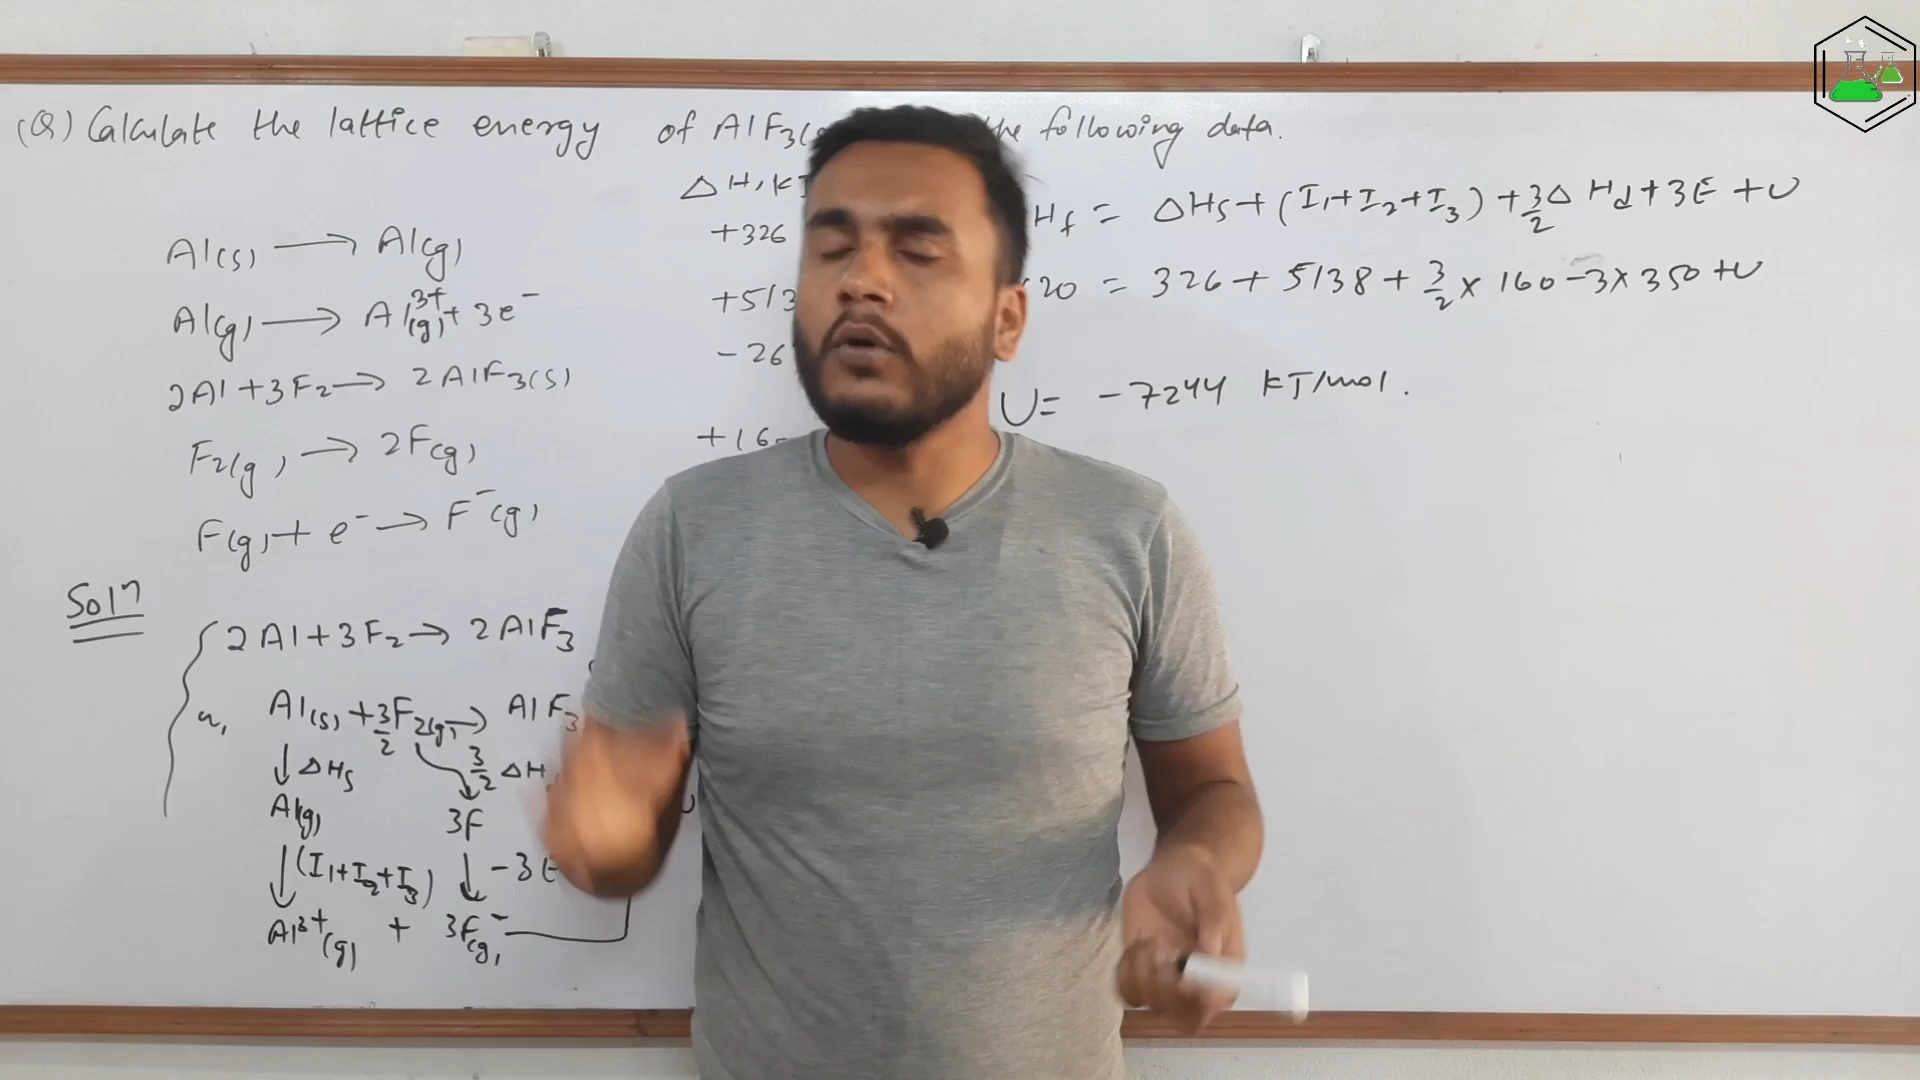 (Q) Calculate the lattice energy of AlF3( the following data.
ΔH, KJ
Al(s) → Al(g) +326
Al(g) → Al3+(g) + 3e- +513
2Al + 3F2 → 2AlF3(s) -26
F2(g) → 2F(g) +16
F(g) + e- → F-(g)
Hf = ΔHs + (I1+I2+I3) + 3/2 ΔHd + 3E + U
20 = 326 + 5138 + 3/2 × 160 - 3×350 + U
U = -7244 KJ/mol.
Soln
2Al + 3F2 → 2AlF3
Al(s) + 3/2 F2(g) → AlF3
↓ ΔHs 3/2 ΔH
Al(g) 3F
↓ (I1+I2+I3) ↓ -3E
Al3+(g) + 3F-(g)